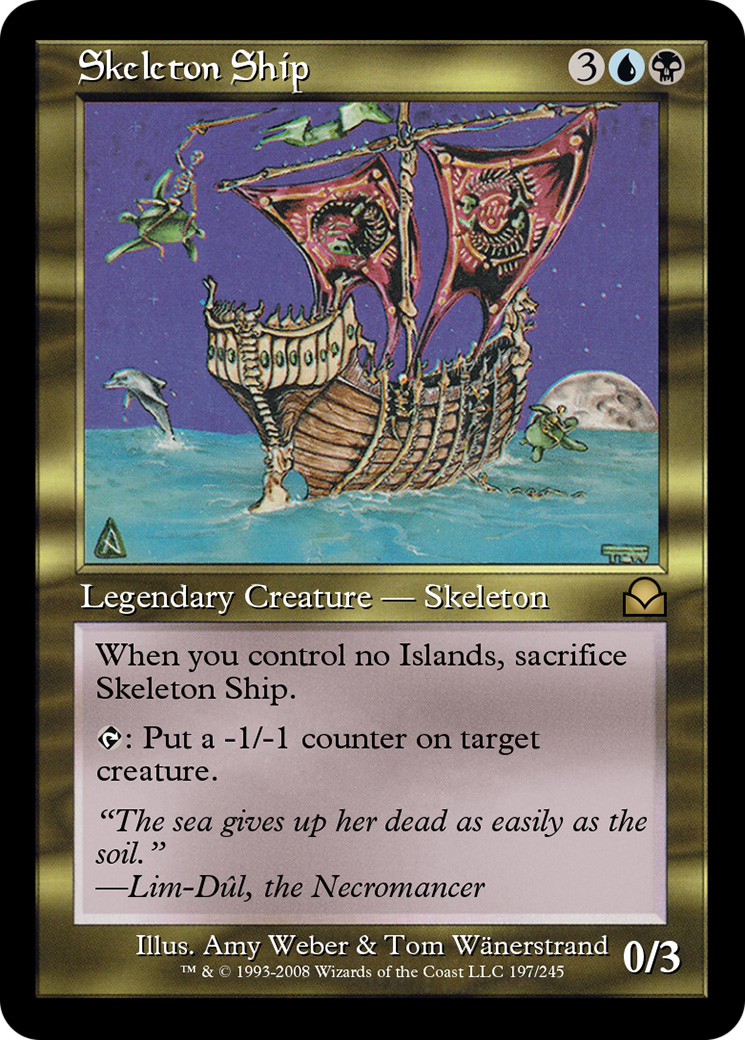 Skeleton Ship
3
Legendary Creature — Skeleton
When you control no Islands, sacrifice
Skeleton Ship.
: Put a -1/-1 counter on target
creature.
“The sea gives up her dead as easily as the
soil.”
—Lim-Dûl, the Necromancer
Illus. Amy Weber & Tom Wänerstrand
0/3
™ & © 1993-2008 Wizards of the Coast LLC 197/245